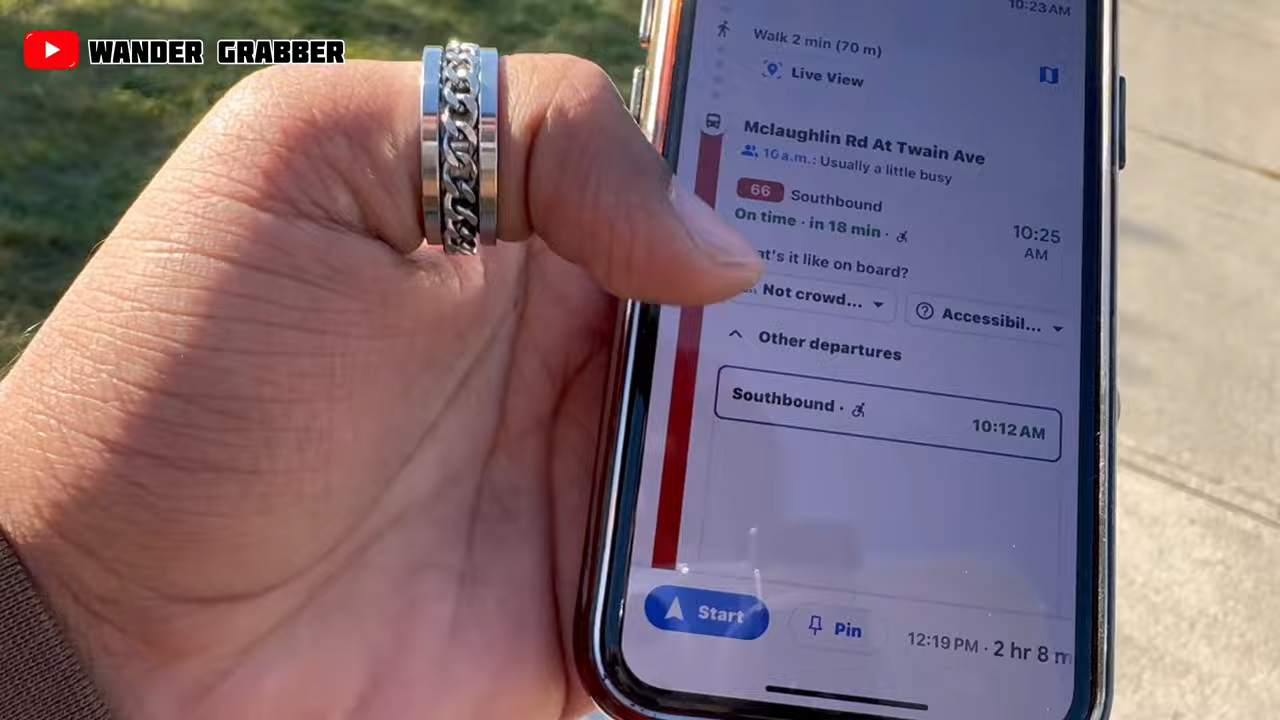 WANDER GRABBER
10:23 AM
Walk 2 min (70 m)
Live View
Mclaughlin Rd At Twain Ave
10 a.m.: Usually a little busy
66 Southbound
On time · in 18 min ·
10:25
AM
at's it like on board?
Not crowd...
Accessibil...
Other departures
Southbound ·
10:12 AM
Start
Pin
12:19 PM · 2 hr 8 m